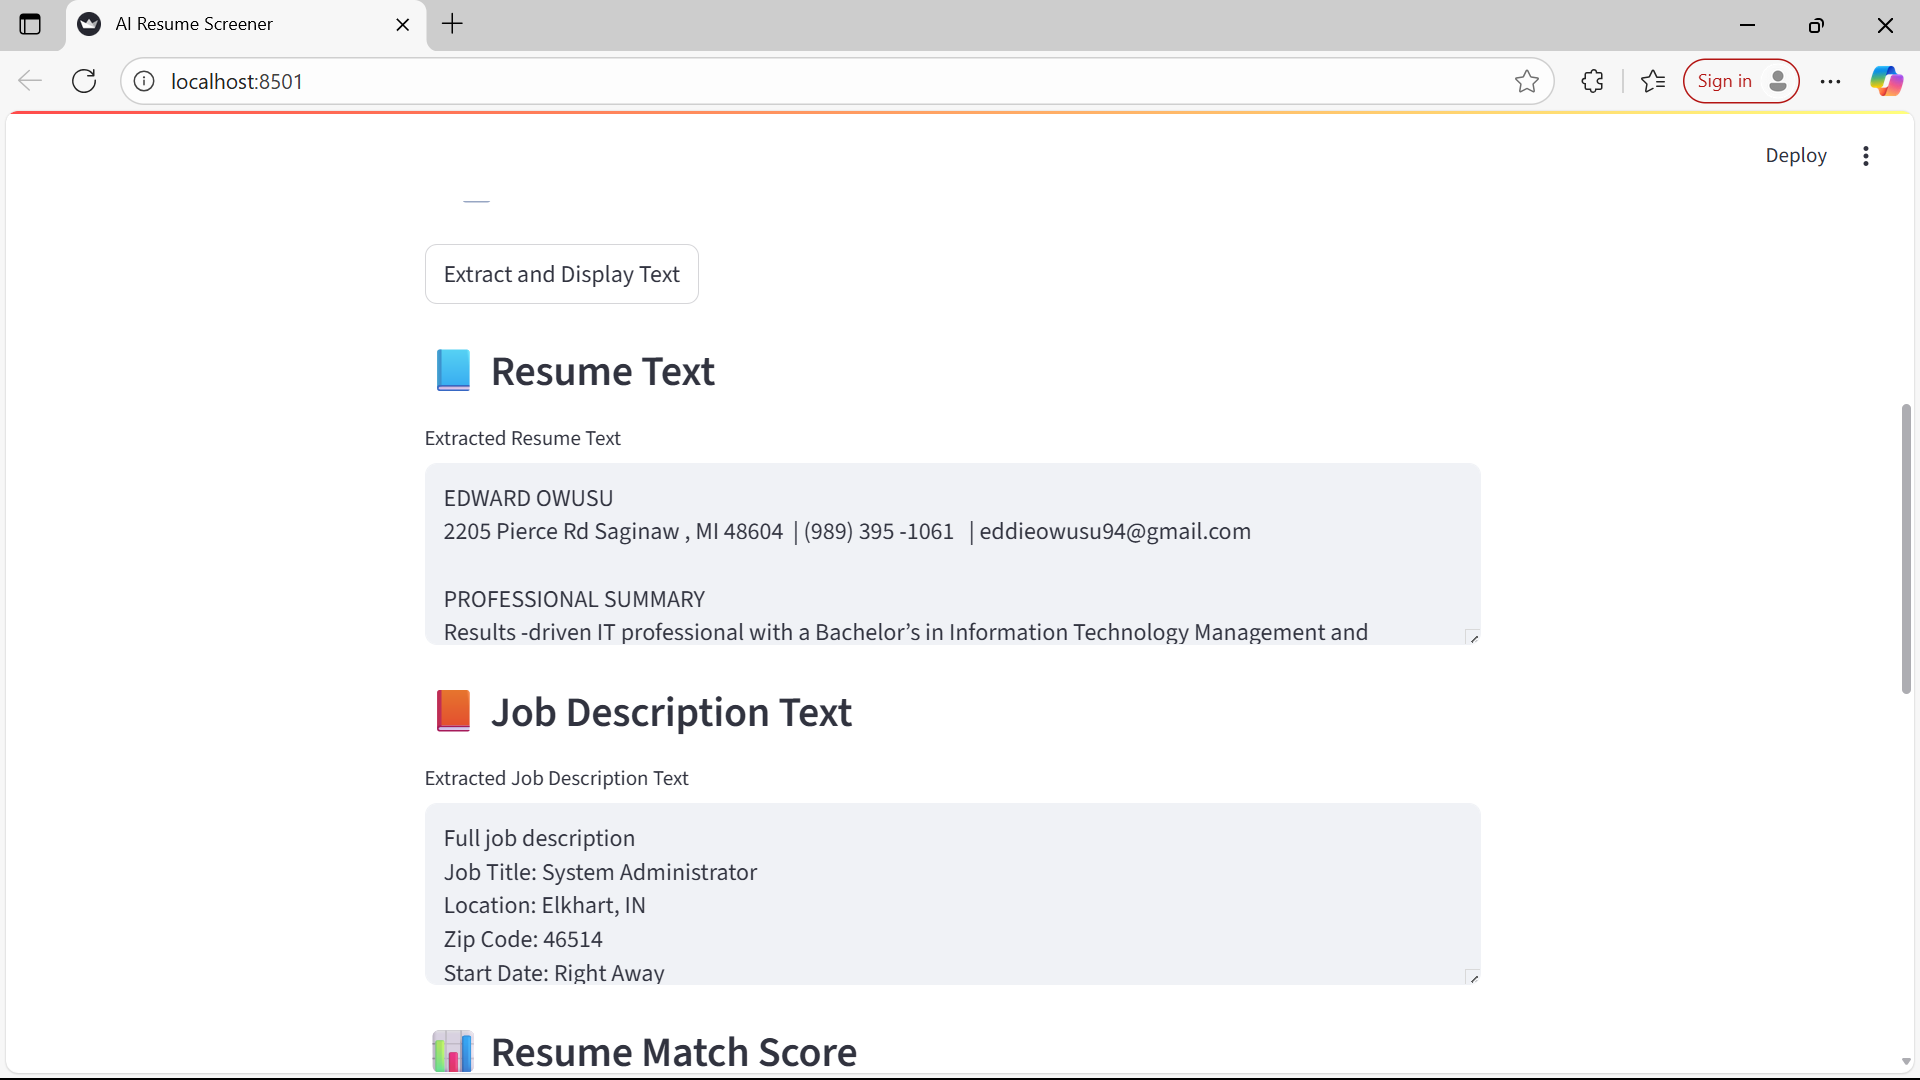 AI Resume Screener
localhost:8501
Sign in
Deploy
Extract and Display Text
Resume Text
Extracted Resume Text
EDWARD OWUSU
2205 Pierce Rd Saginaw , MI 48604 | (989) 395 -1061 | eddieowusu94@gmail.com
PROFESSIONAL SUMMARY
Results -driven IT professional with a Bachelor’s in Information Technology Management and
Job Description Text
Extracted Job Description Text
Full job description
Job Title: System Administrator
Location: Elkhart, IN
Zip Code: 46514
Start Date: Right Away
Resume Match Score